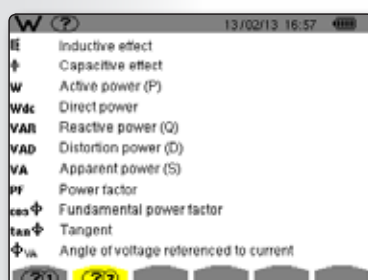 W (?) 13/02/13 16:57
Inductive effect
Capacitive effect
W Active power (P)
Wdc Direct power
VAR Reactive power (Q)
VAD Distortion power (D)
VA Apparent power (S)
PF Power factor
cos Φ Fundamental power factor
tan Φ Tangent
Φ VA Angle of voltage referenced to current
(?1) (?2)